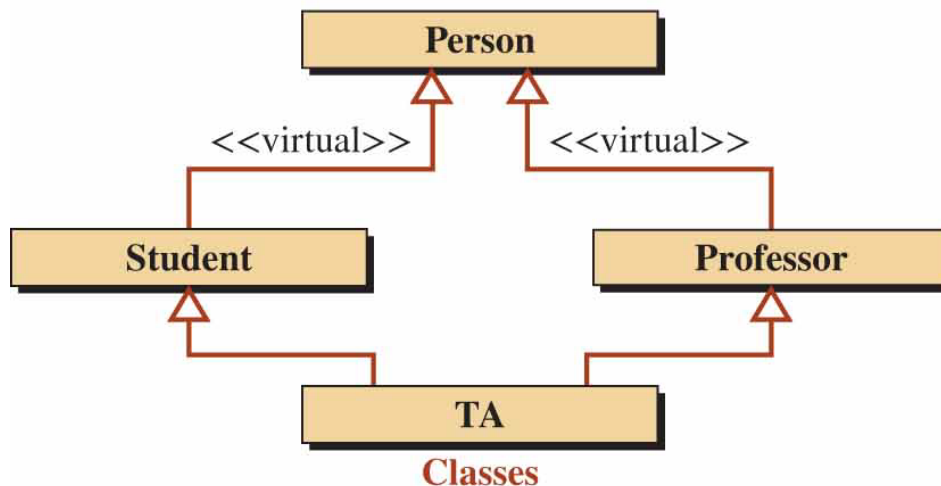 Person
<<virtual>> <<virtual>>
Student Professor
TA
Classes